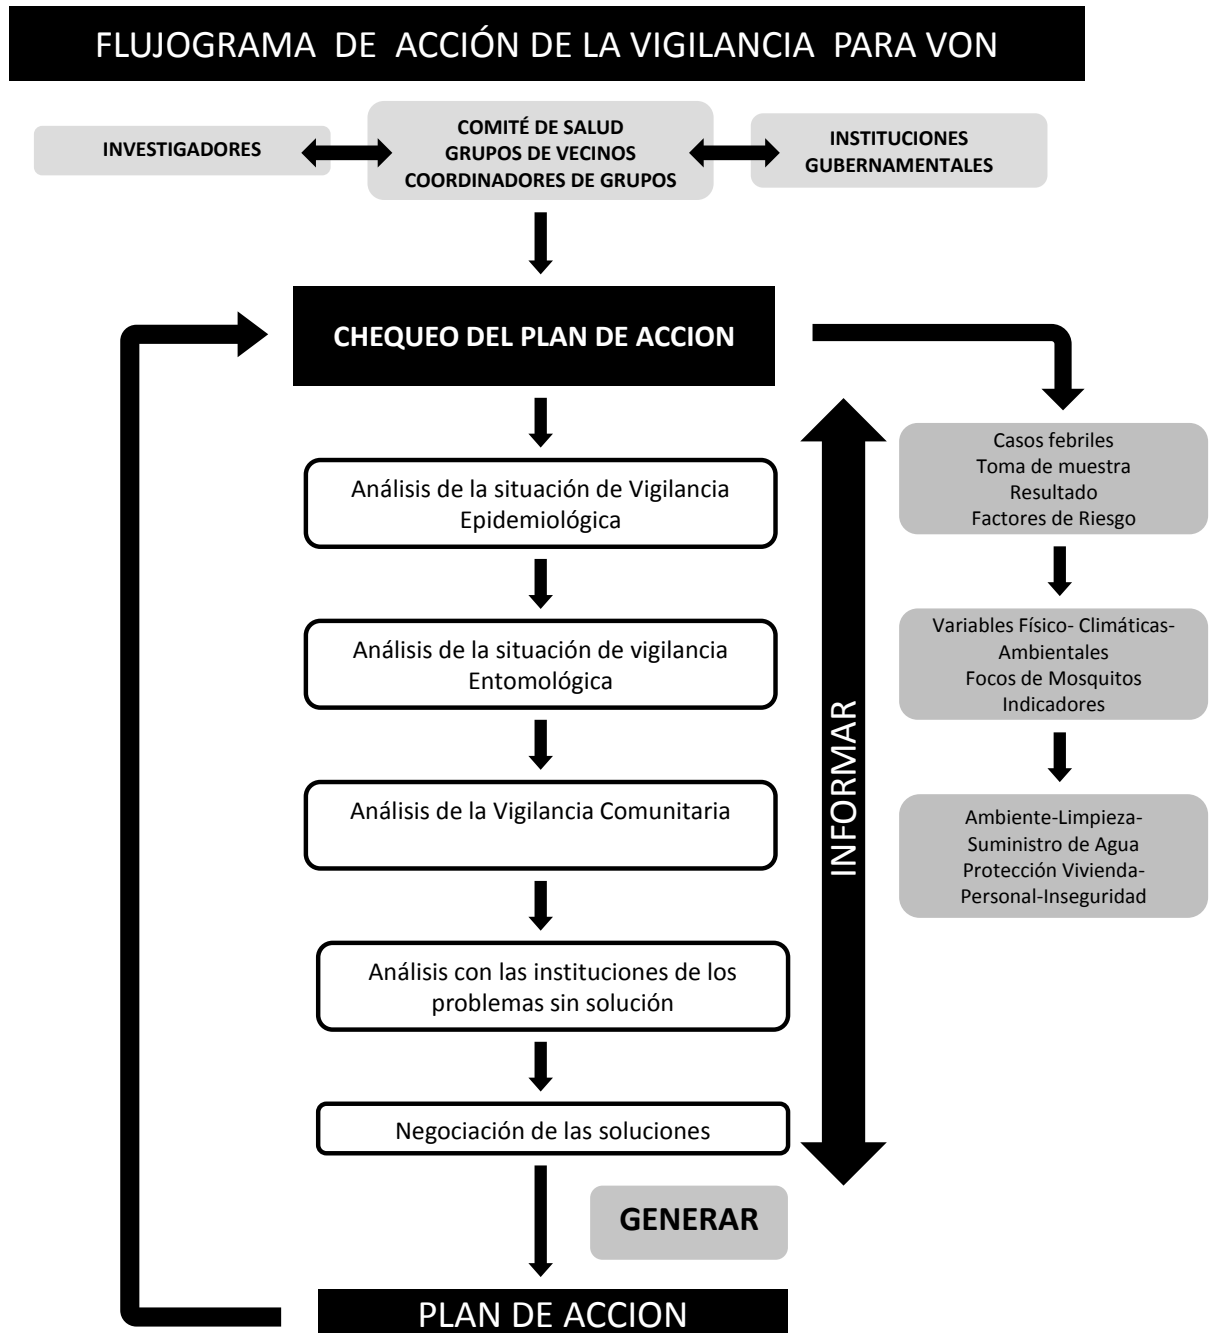 FLUJOGRAMA DE ACCIÓN DE LA VIGILANCIA PARA VON
INVESTIGADORES
COMITÉ DE SALUD
GRUPOS DE VECINOS
COORDINADORES DE GRUPOS
INSTITUCIONES
GUBERNAMENTALES
CHEQUEO DEL PLAN DE ACCION
Análisis de la situación de Vigilancia
Epidemiológica
Análisis de la situación de vigilancia
Entomológica
Análisis de la Vigilancia Comunitaria
Análisis con las instituciones de los
problemas sin solución
Negociación de las soluciones
GENERAR
PLAN DE ACCION
INFORMAR
Casos febriles
Toma de muestra
Resultado
Factores de Riesgo
Variables Físico- Climáticas-
Ambientales
Focos de Mosquitos
Indicadores
Ambiente-Limpieza-
Suministro de Agua
Protección Vivienda-
Personal-Inseguridad